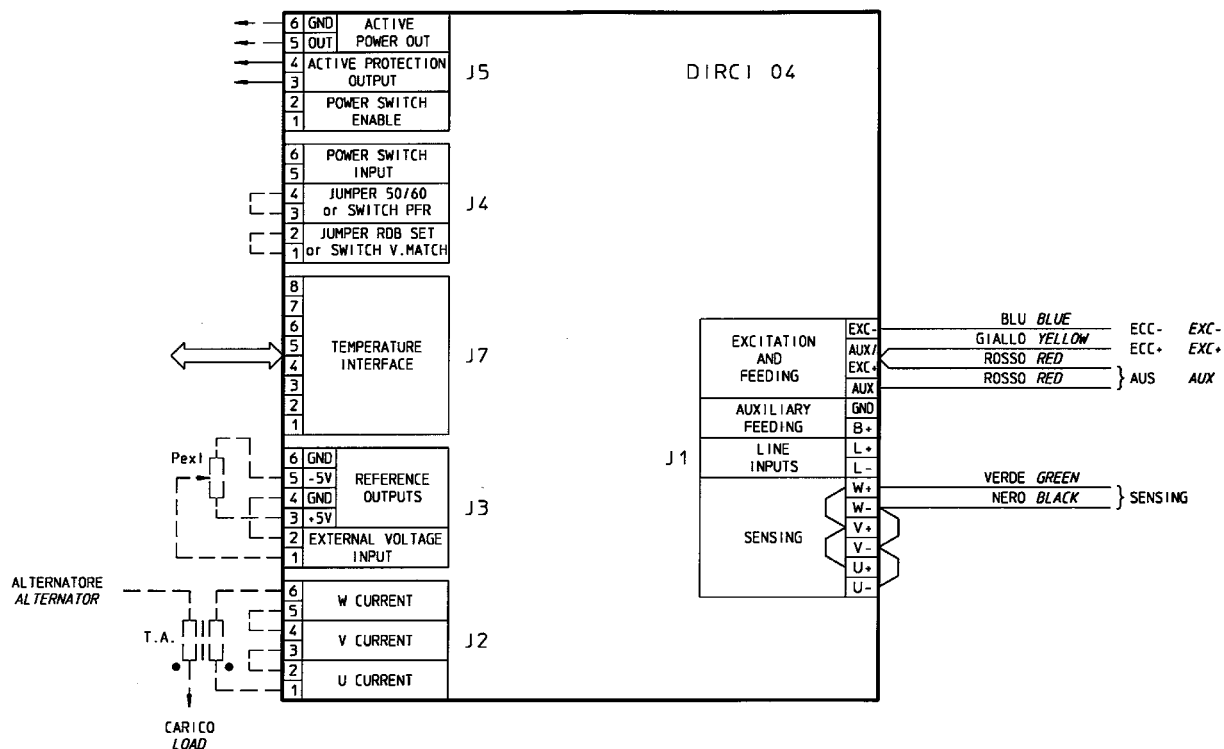 DIRCI 04
6 GND ACTIVE
5 OUT POWER OUT
4 ACTIVE PROTECTION
3 OUTPUT
2 POWER SWITCH
1 ENABLE
J5
6 POWER SWITCH
5 INPUT
4 JUMPER 50/60
3 or SWITCH PFR
2 JUMPER RDB SET
1 or SWITCH V.MATCH
J4
8
7
6
5 TEMPERATURE
4 INTERFACE
3
2
1
J7
Pext
6 GND
5 -5V REFERENCE
4 GND OUTPUTS
3 +5V
2 EXTERNAL VOLTAGE
1 INPUT
J3
ALTERNATORE
ALTERNATOR
T.A.
CARICO
LOAD
6 W CURRENT
5
4 V CURRENT
3
2 U CURRENT
1
J2
J1
EXCITATION
AND
FEEDING
EXC-
AUX/
EXC+
AUX
AUXILIARY
FEEDING
GND
B+
LINE
INPUTS
L+
L-
SENSING
W+
W-
V+
V-
U+
U-
BLU BLUE ECC- EXC-
GIALLO YELLOW ECC+ EXC+
ROSSO RED
ROSSO RED AUS AUX
VERDE GREEN
NERO BLACK SENSING